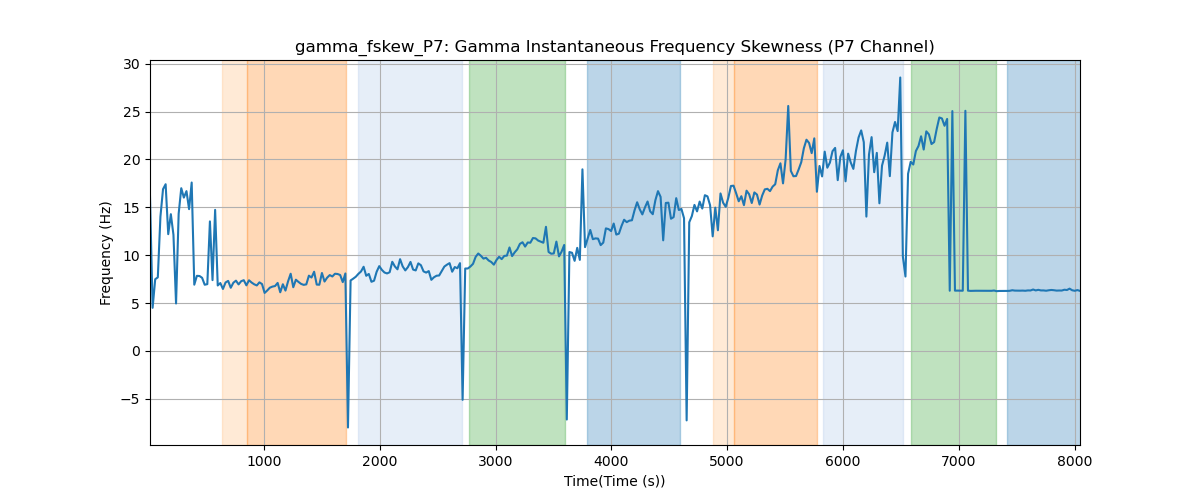 gamma_fskew_P7: Gamma Instantaneous Frequency Skewness (P7 Channel)
Frequency (Hz)
30
25
20
15
10
5
0
−5
1000 2000 3000 4000 5000 6000 7000 8000
Time(Time (s))